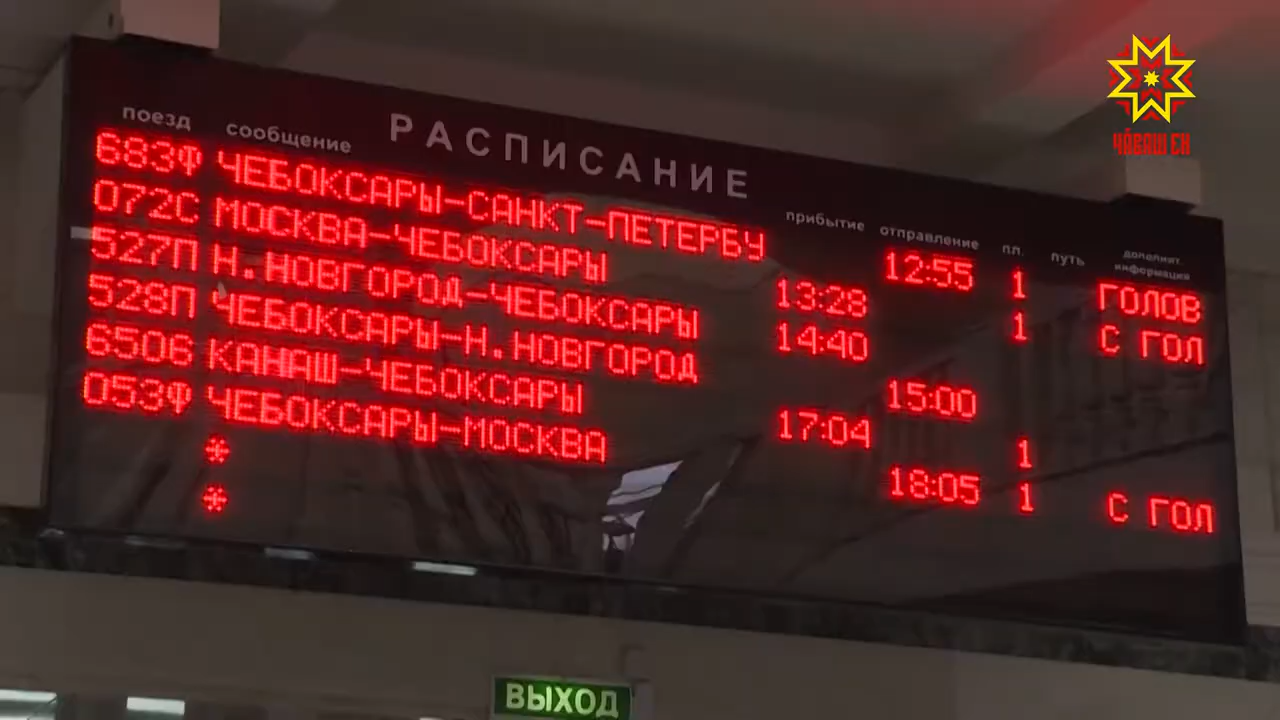 ЧӐВАШ ЕН
РАСПИСАНИЕ
поезд сообщение прибытие отправление пл. путь дополнит. информация
683Ф ЧЕБОКСАРЫ-САНКТ-ПЕТЕРБУ 12:55 1 ГОЛОВ
072С МОСКВА-ЧЕБОКСАРЫ 13:28 1 С ГОЛ
527П Н.НОВГОРОД-ЧЕБОКСАРЫ 14:40
528П ЧЕБОКСАРЫ-Н.НОВГОРОД 15:00
6506 КАНАШ-ЧЕБОКСАРЫ 17:04 1
053Ф ЧЕБОКСАРЫ-МОСКВА 18:05 1 С ГОЛ
*
*
ВЫХОД